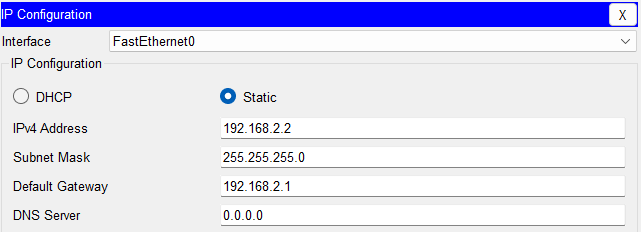 IP Configuration X
Interface FastEthernet0
IP Configuration
DHCP Static
IPv4 Address 192.168.2.2
Subnet Mask 255.255.255.0
Default Gateway 192.168.2.1
DNS Server 0.0.0.0